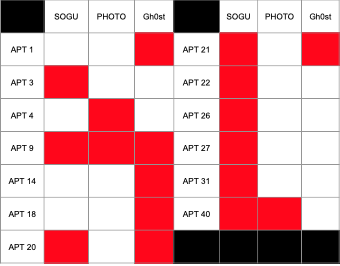 SOGU PHOTO Gh0st SOGU PHOTO Gh0st
APT 1 APT 21
APT 3 APT 22
APT 4 APT 26
APT 9 APT 27
APT 14 APT 31
APT 18 APT 40
APT 20